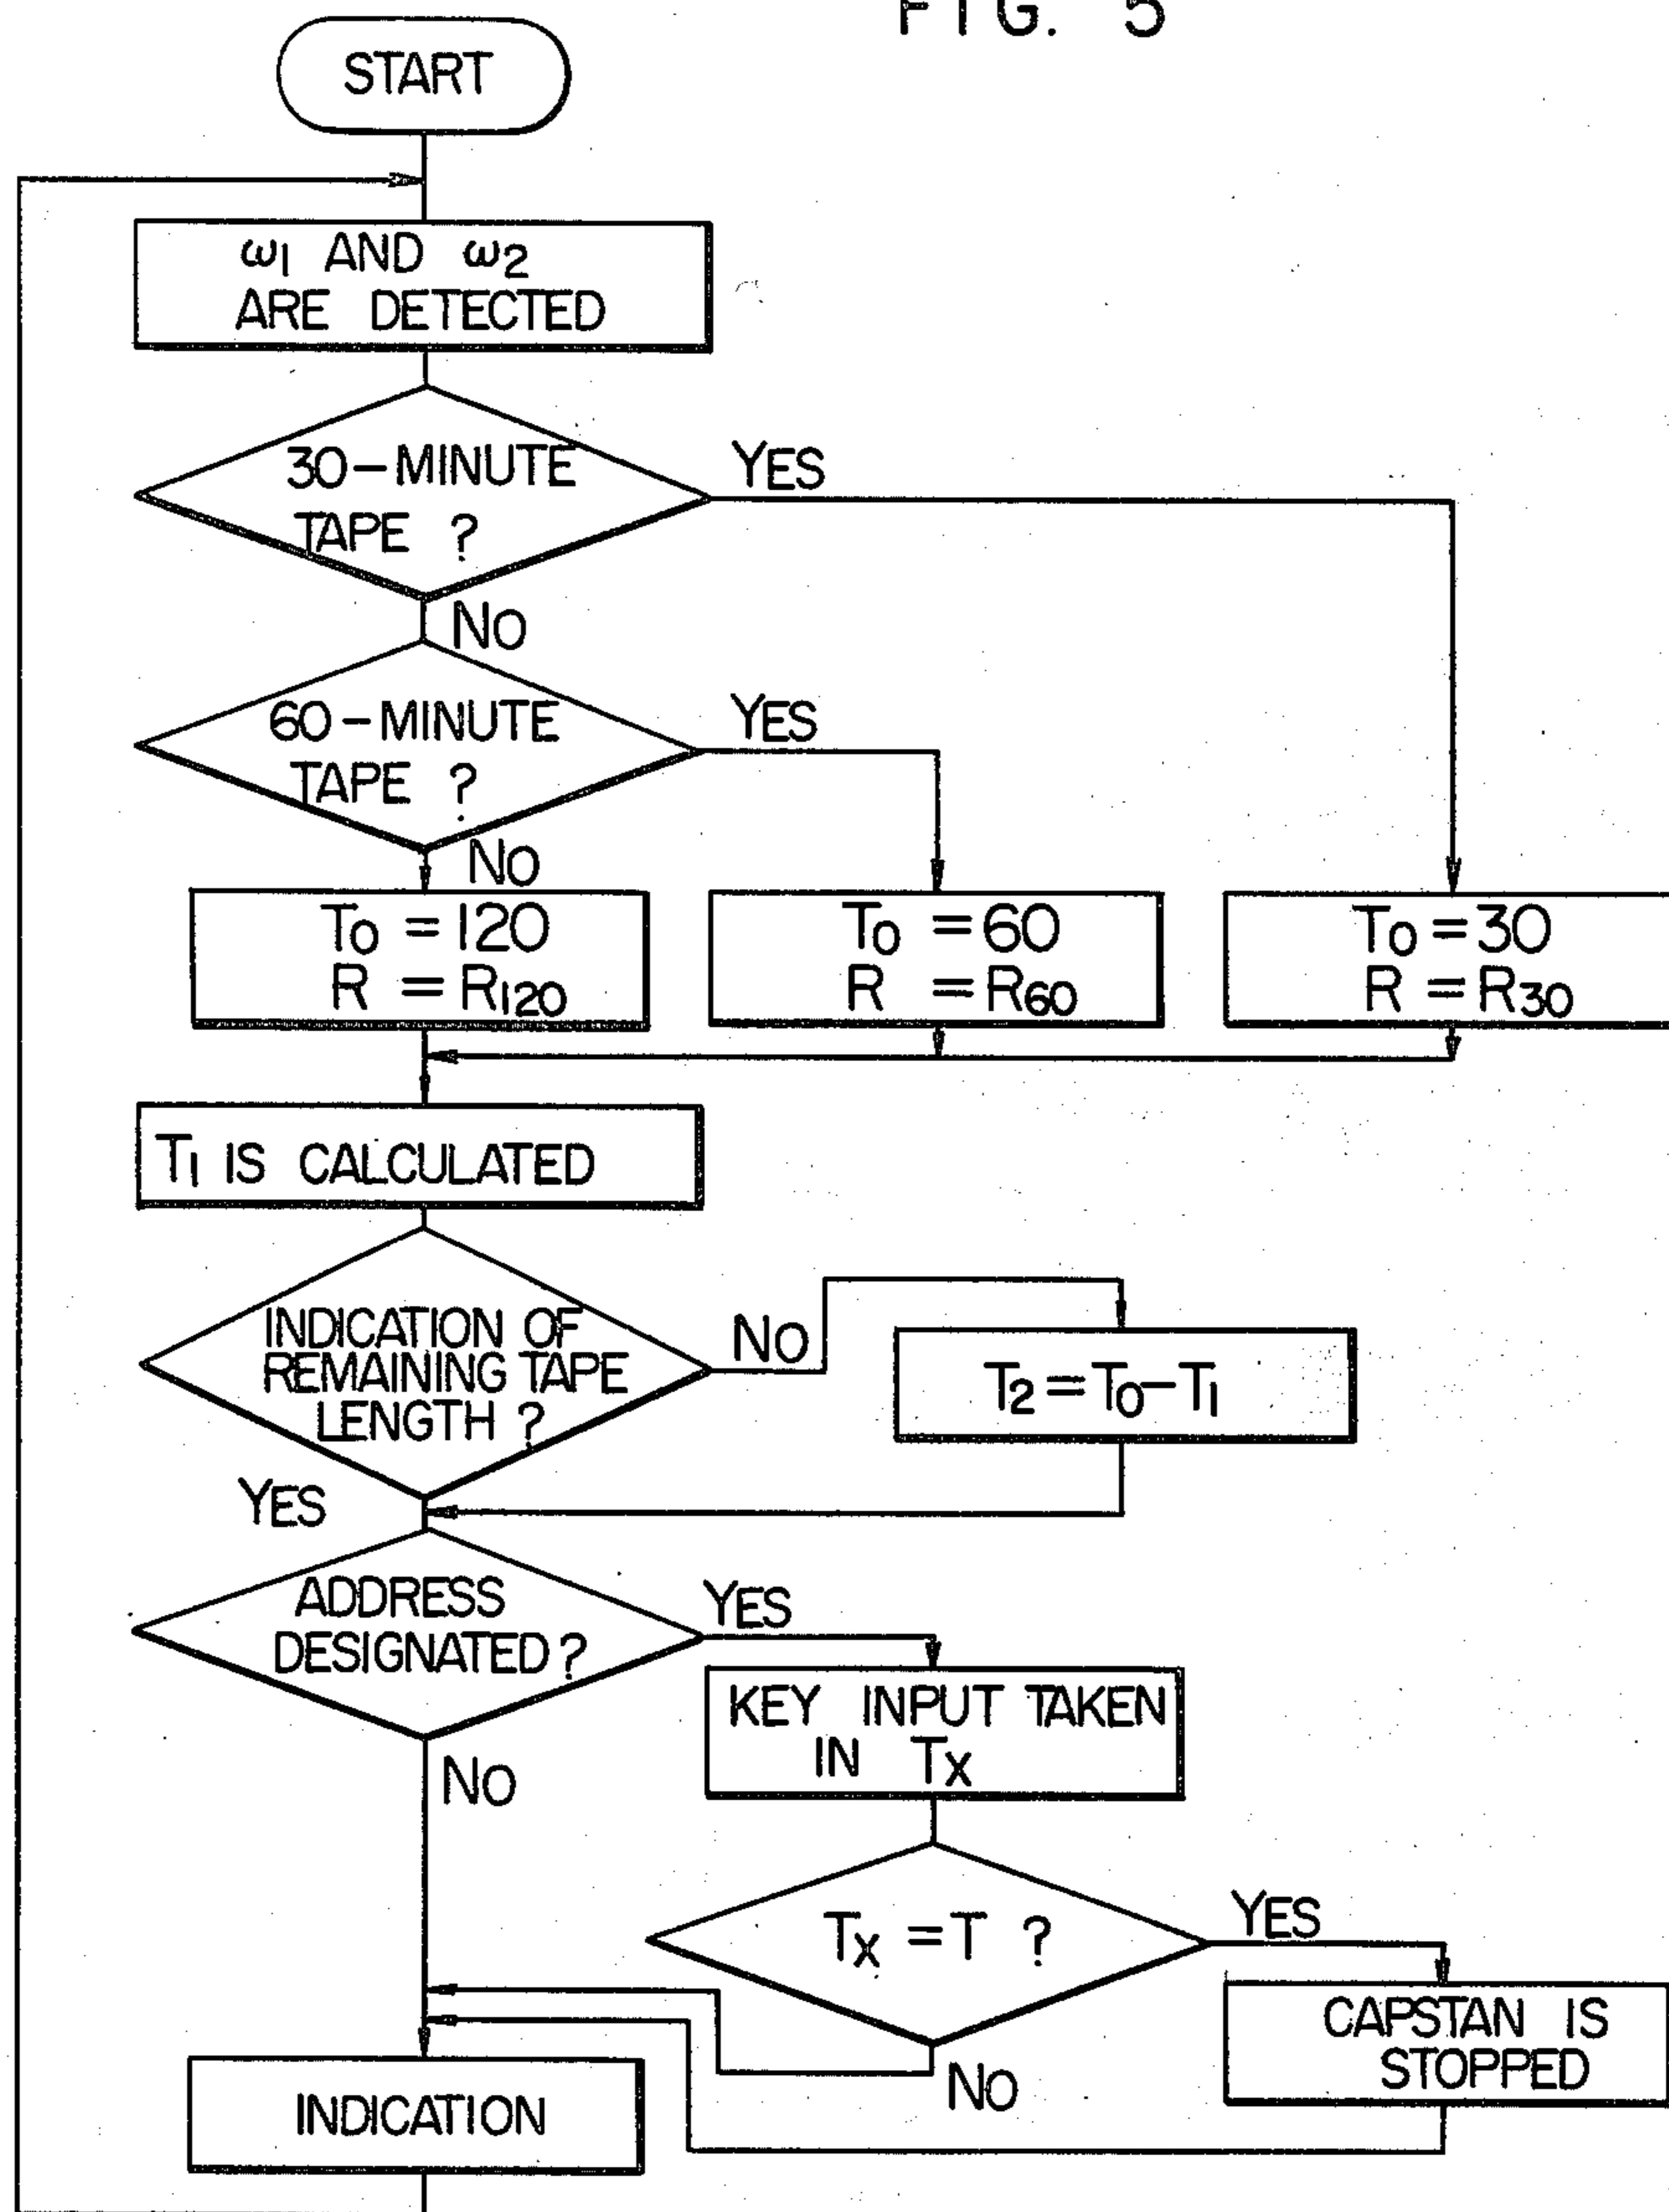 FIG. 5
START
ω1 AND ω2
ARE DETECTED
30-MINUTE
TAPE ?
YES
NO
60-MINUTE
TAPE ?
YES
NO
T0 = 120
R = R120
T0 = 60
R = R60
T0 = 30
R = R30
T1 IS CALCULATED
INDICATION OF
REMAINING TAPE
LENGTH ?
NO
T2 = T0 - T1
YES
ADDRESS
DESIGNATED ?
YES
KEY INPUT TAKEN
IN TX
NO
TX = T ?
YES
CAPSTAN IS
STOPPED
NO
INDICATION